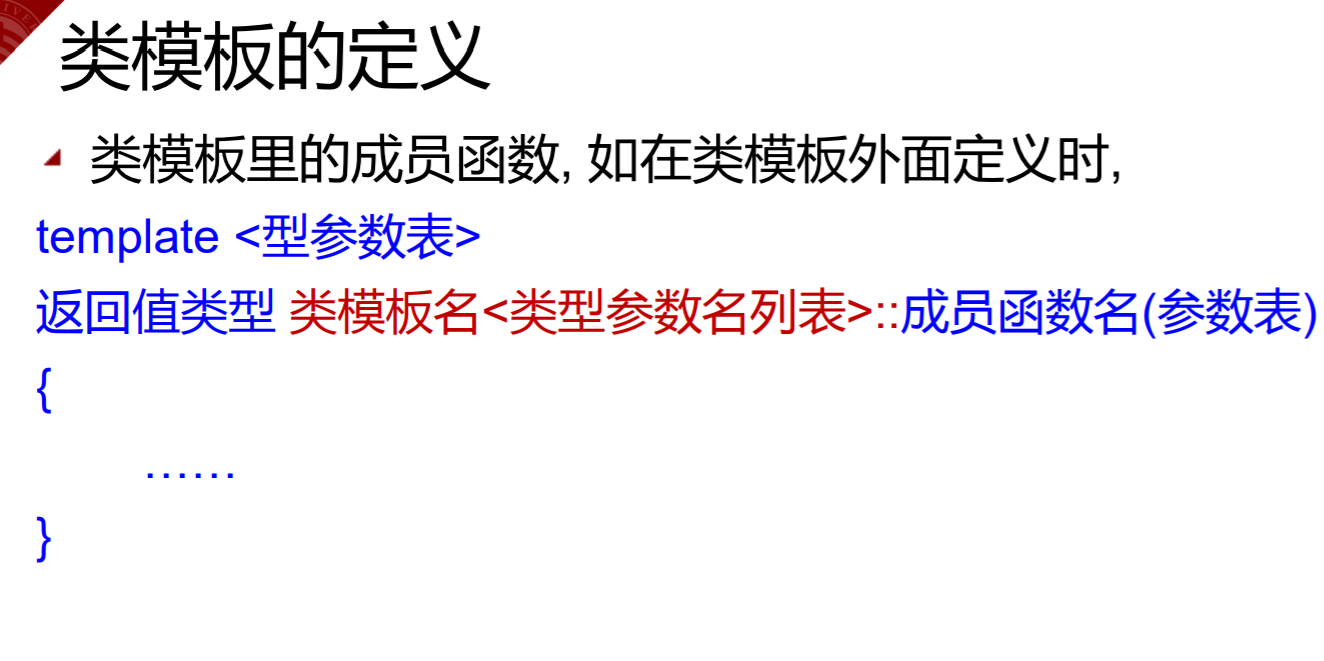 类模板的定义
类模板里的成员函数, 如在类模板外面定义时,
template <型参数表>
返回值类型 类模板名<类型参数名列表>::成员函数名(参数表)
{
……
}